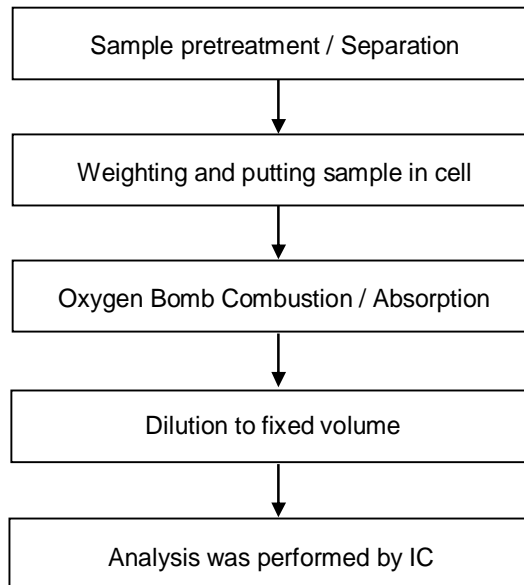 Sample pretreatment / Separation
Weighting and putting sample in cell
Oxygen Bomb Combustion / Absorption
Dilution to fixed volume
Analysis was performed by IC